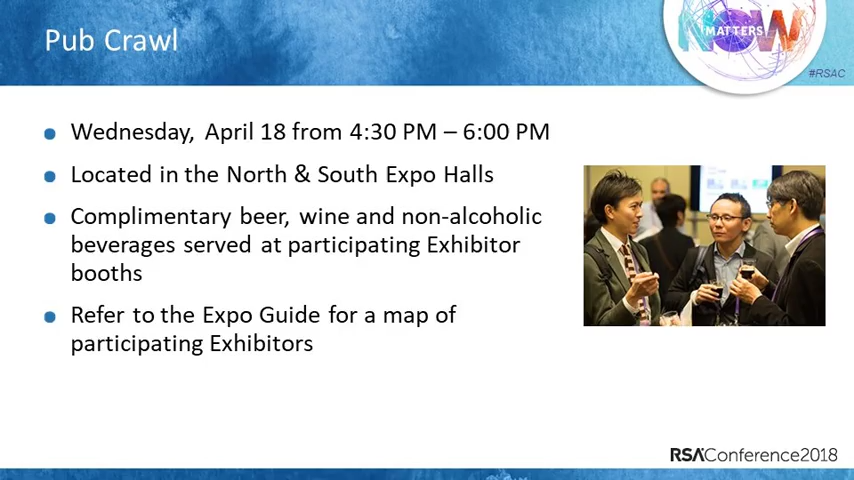 Pub Crawl
NOW
MATTERS
#RSAC
Wednesday, April 18 from 4:30 PM – 6:00 PM
Located in the North & South Expo Halls
Complimentary beer, wine and non-alcoholic
beverages served at participating Exhibitor
booths
Refer to the Expo Guide for a map of
participating Exhibitors
RSAConference2018